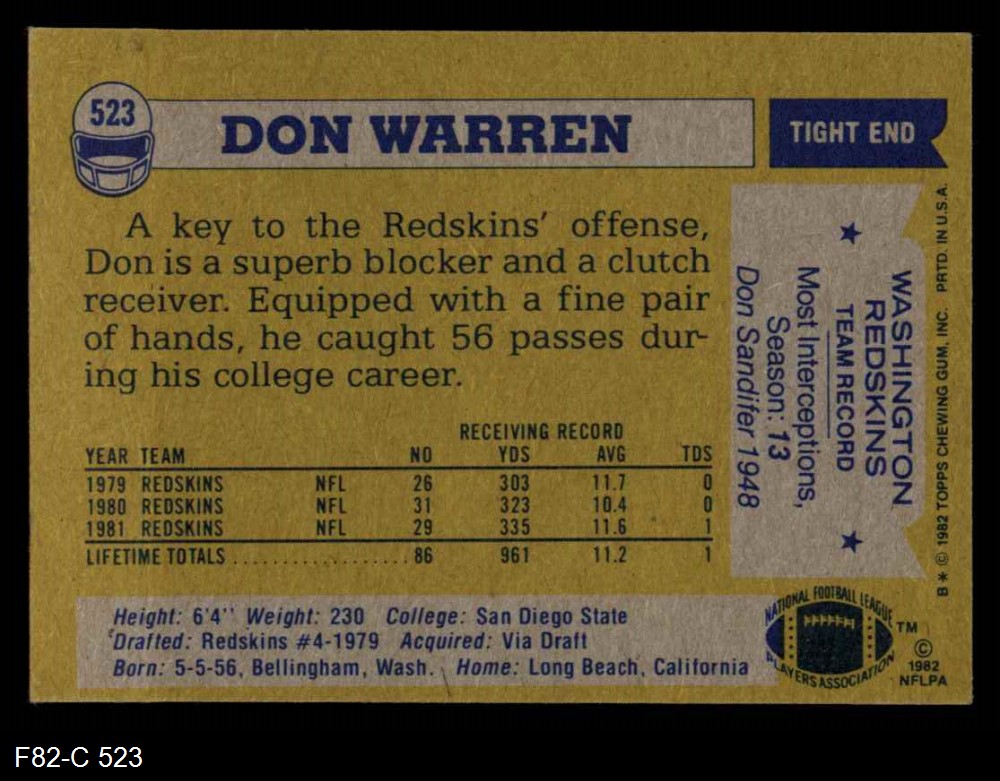 523
DON WARREN
TIGHT END
A key to the Redskins' offense,
Don is a superb blocker and a clutch
receiver. Equipped with a fine pair
of hands, he caught 56 passes dur-
ing his college career.
RECEIVING RECORD
YEAR TEAM NO YDS AVG TDS
1979 REDSKINS NFL 26 303 11.7 0
1980 REDSKINS NFL 31 323 10.4 0
1981 REDSKINS NFL 29 335 11.6 1
LIFETIME TOTALS . . . . . . . . . . . . . . . . . 86 961 11.2 1
WASHINGTON
REDSKINS
TEAM RECORD
Most Interceptions,
Season: 13
Don Sandifer 1948
B * © 1982 TOPPS CHEWING GUM, INC. PRTD. IN U.S.A.
Height: 6'4" Weight: 230 College: San Diego State
Drafted: Redskins #4-1979 Acquired: Via Draft
Born: 5-5-56, Bellingham, Wash. Home: Long Beach, California
NATIONAL FOOTBALL LEAGUE
PLAYERS ASSOCIATION
TM
©
1982
NFLPA
F82-C 523